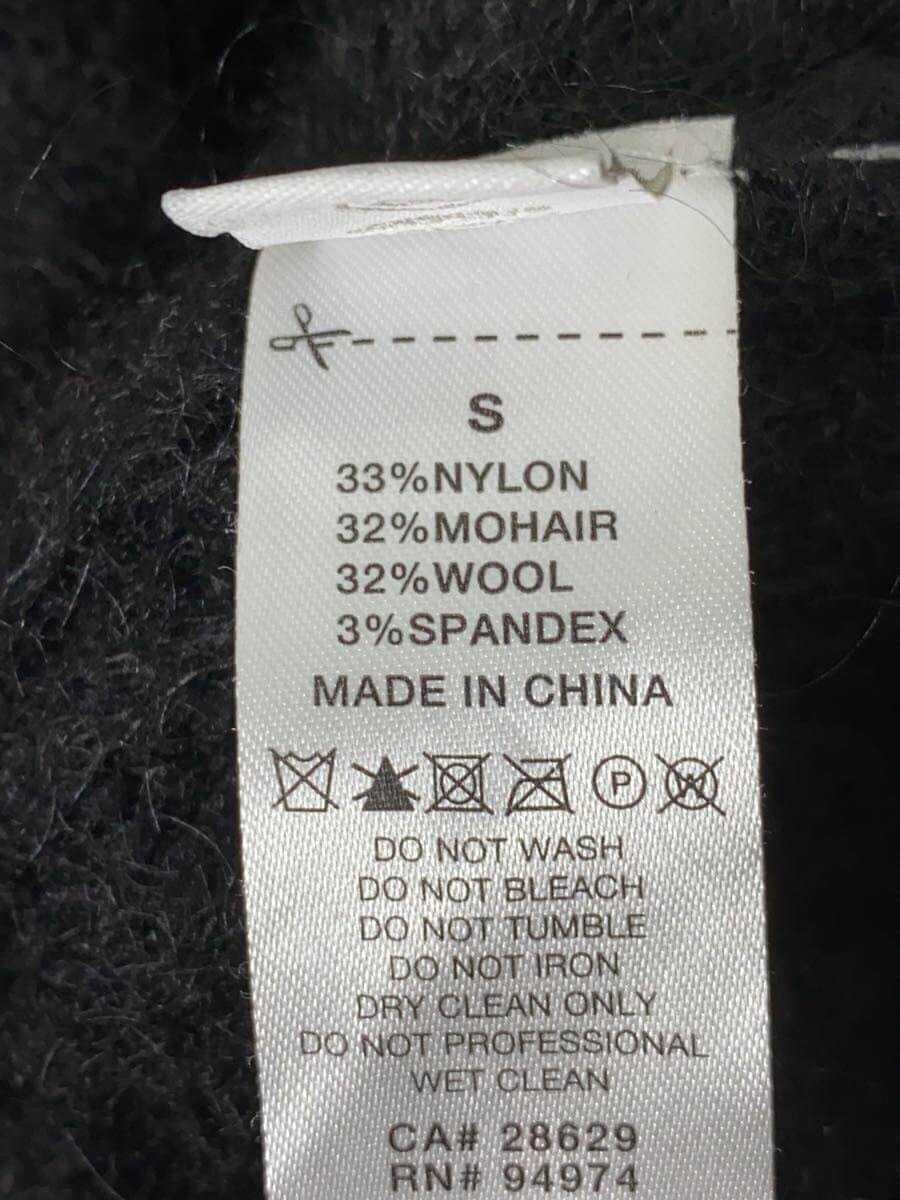 S
33%NYLON
32%MOHAIR
32%WOOL
3%SPANDEX
MADE IN CHINA
P W
DO NOT WASH
DO NOT BLEACH
DO NOT TUMBLE
DO NOT IRON
DRY CLEAN ONLY
DO NOT PROFESSIONAL
WET CLEAN
CA# 28629
RN# 94974